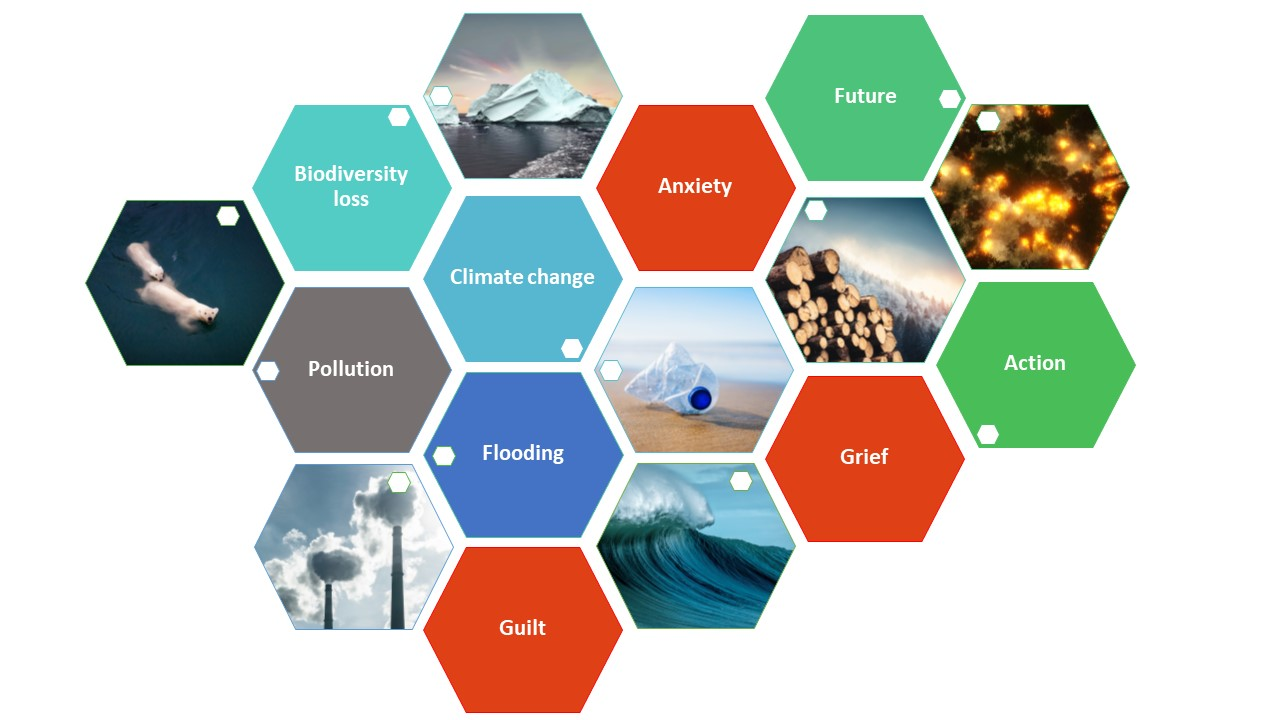 Future
Biodiversity
loss
Anxiety
Climate change
Pollution
Action
Flooding
Grief
Guilt